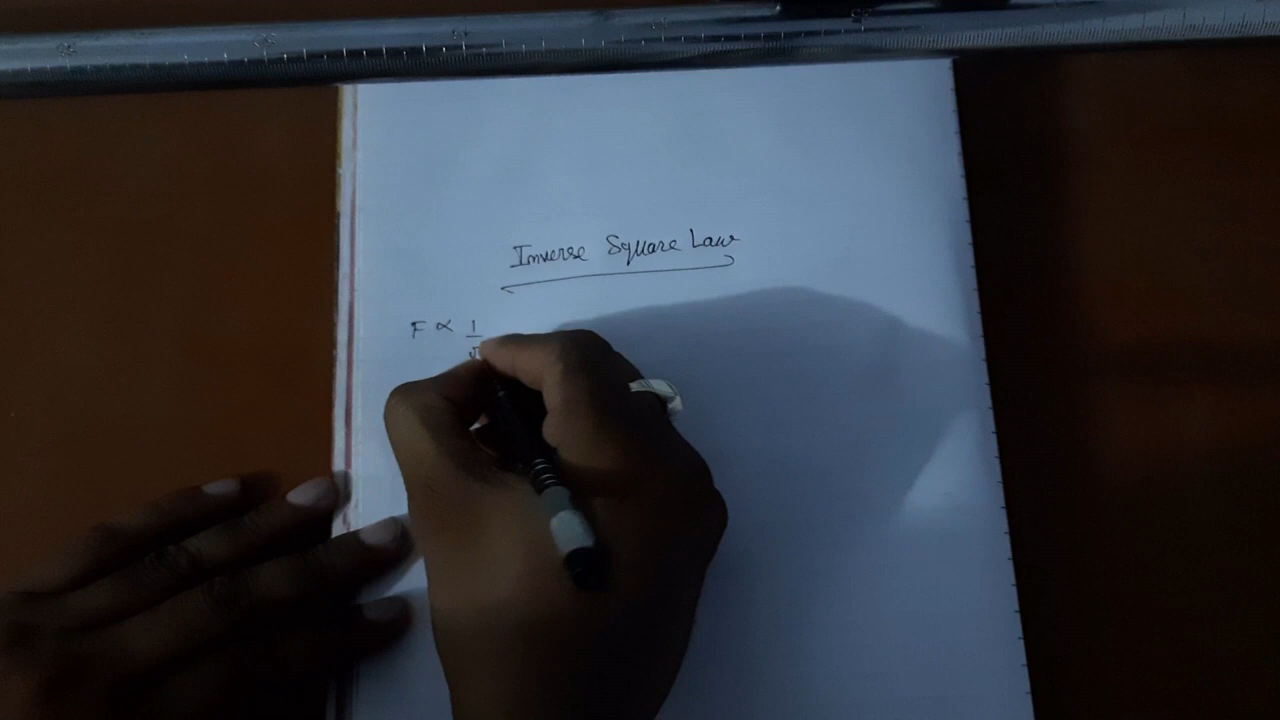 Inverse Square Law
F ∝ 1